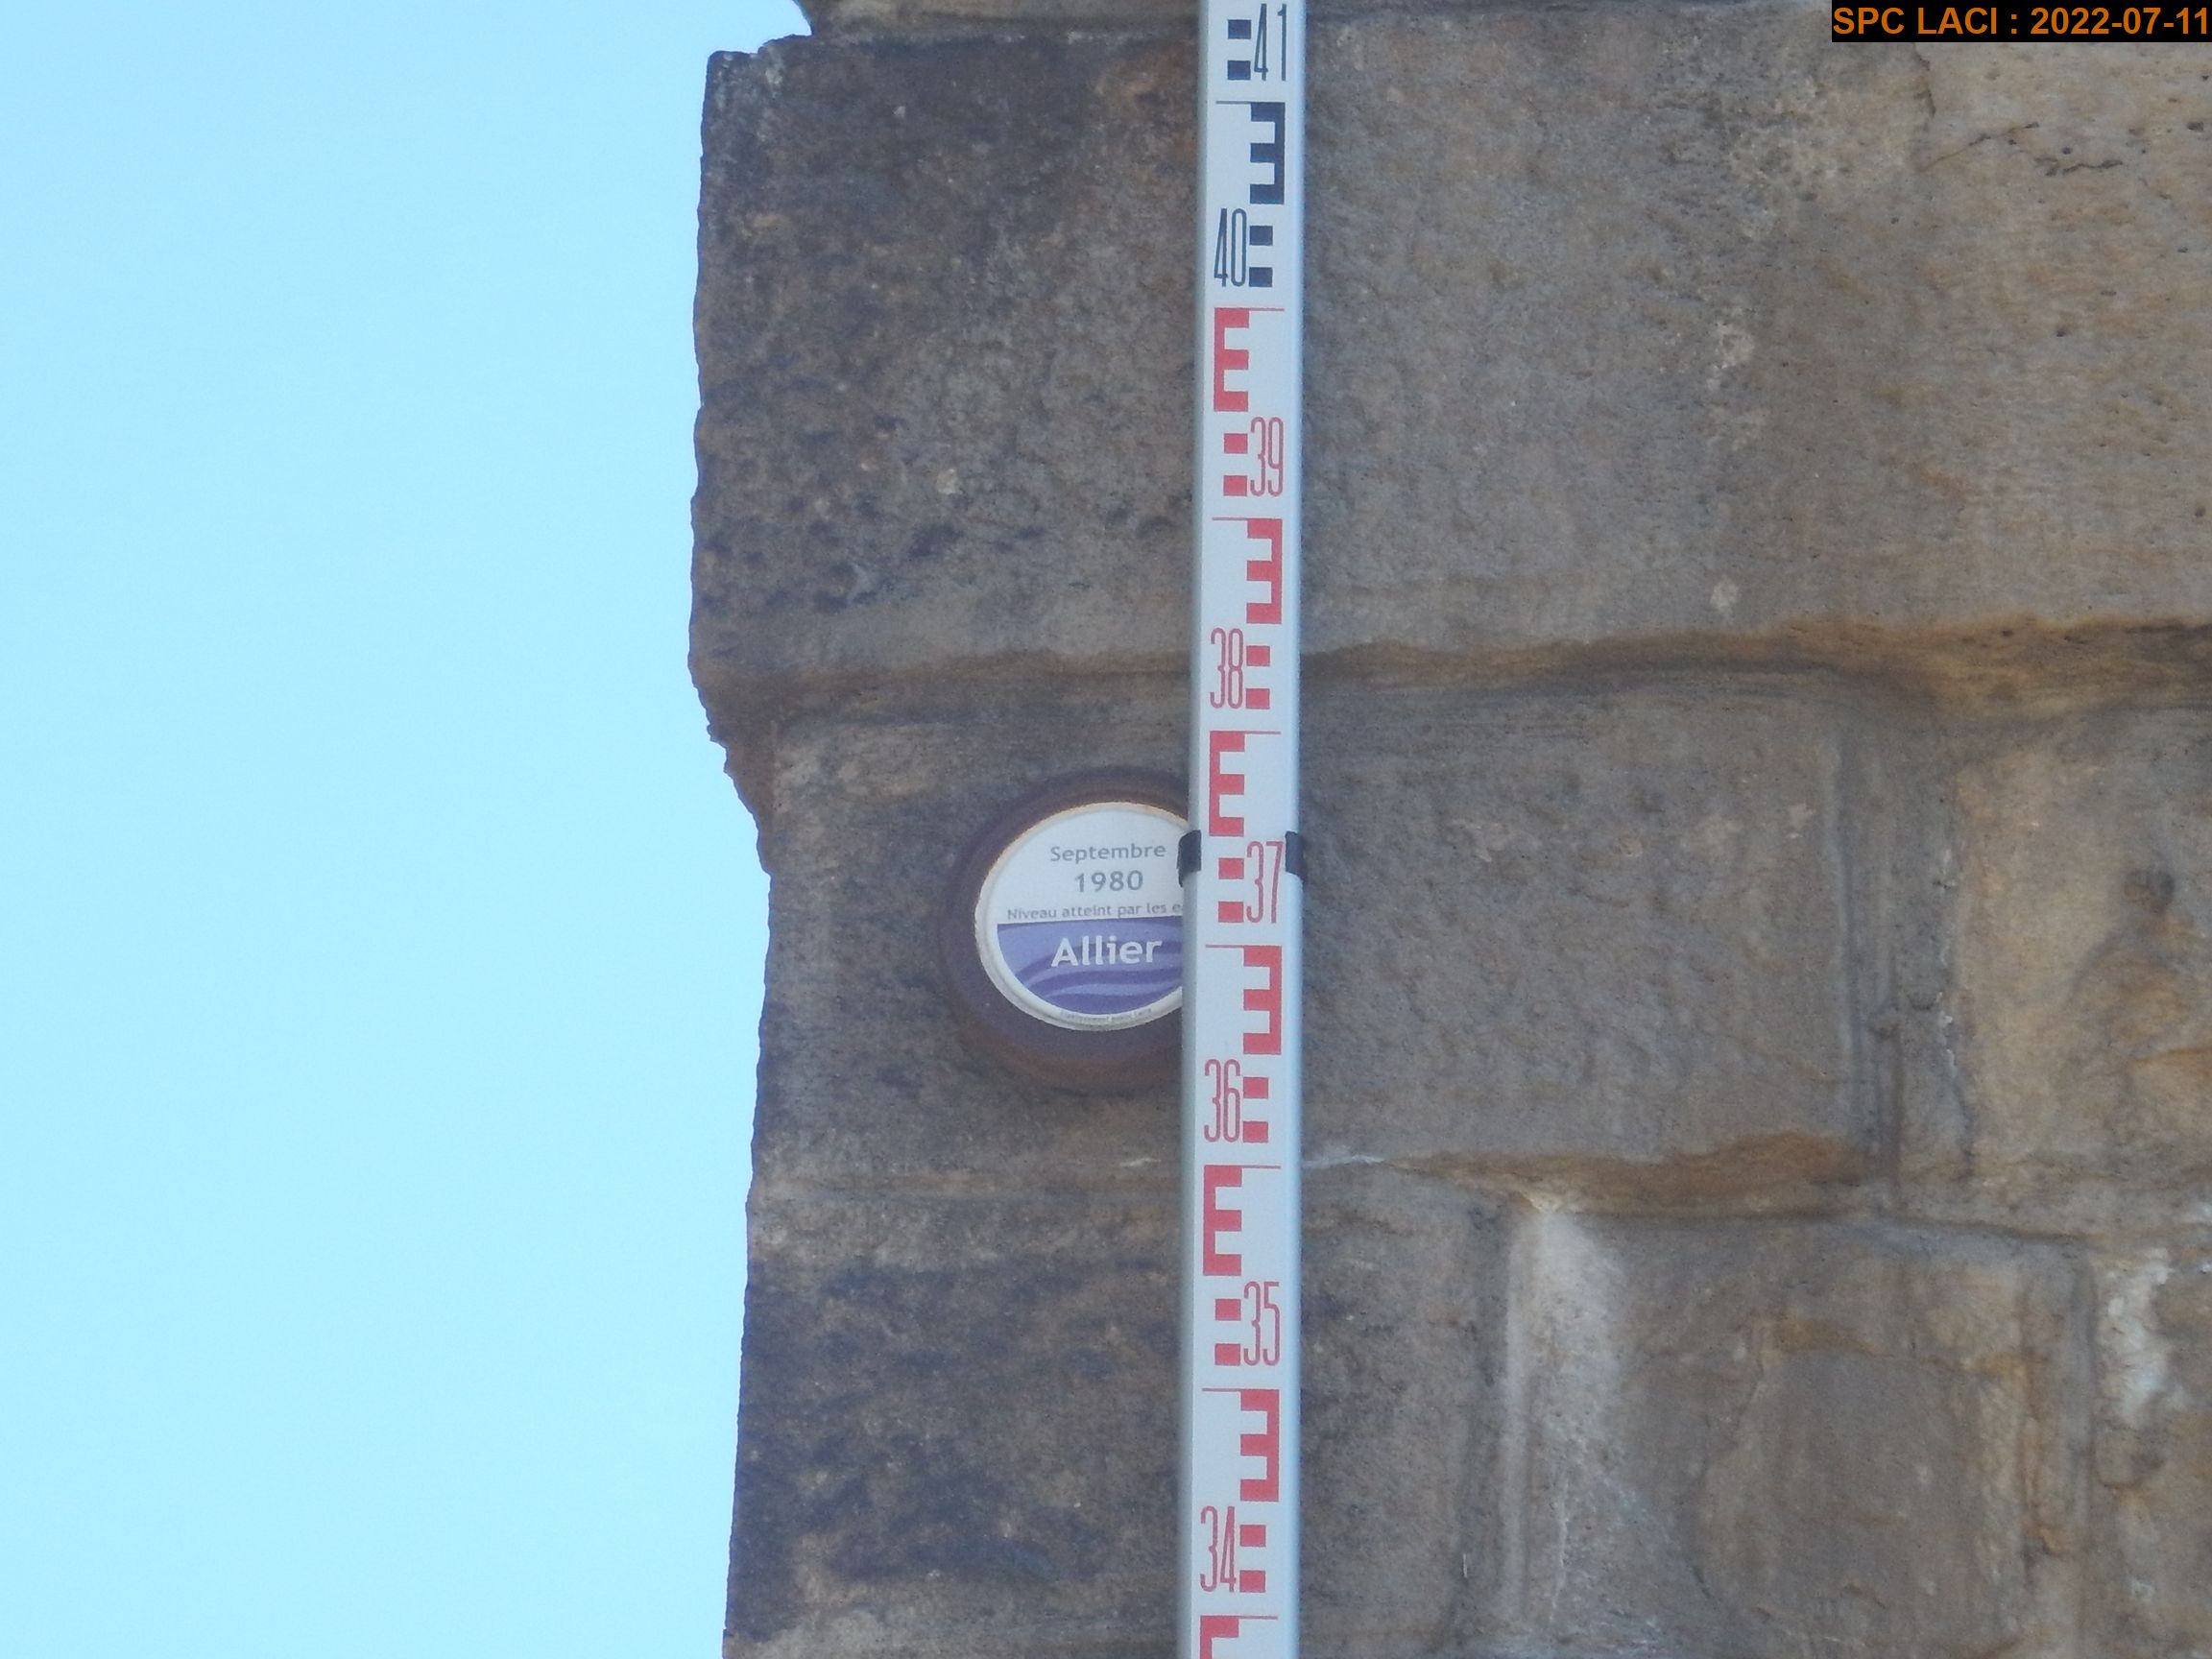 SPC LACI : 2022-07-11
41
40
39
38
37
36
35
34
Septembre
1980
Niveau atteint par les
Allier